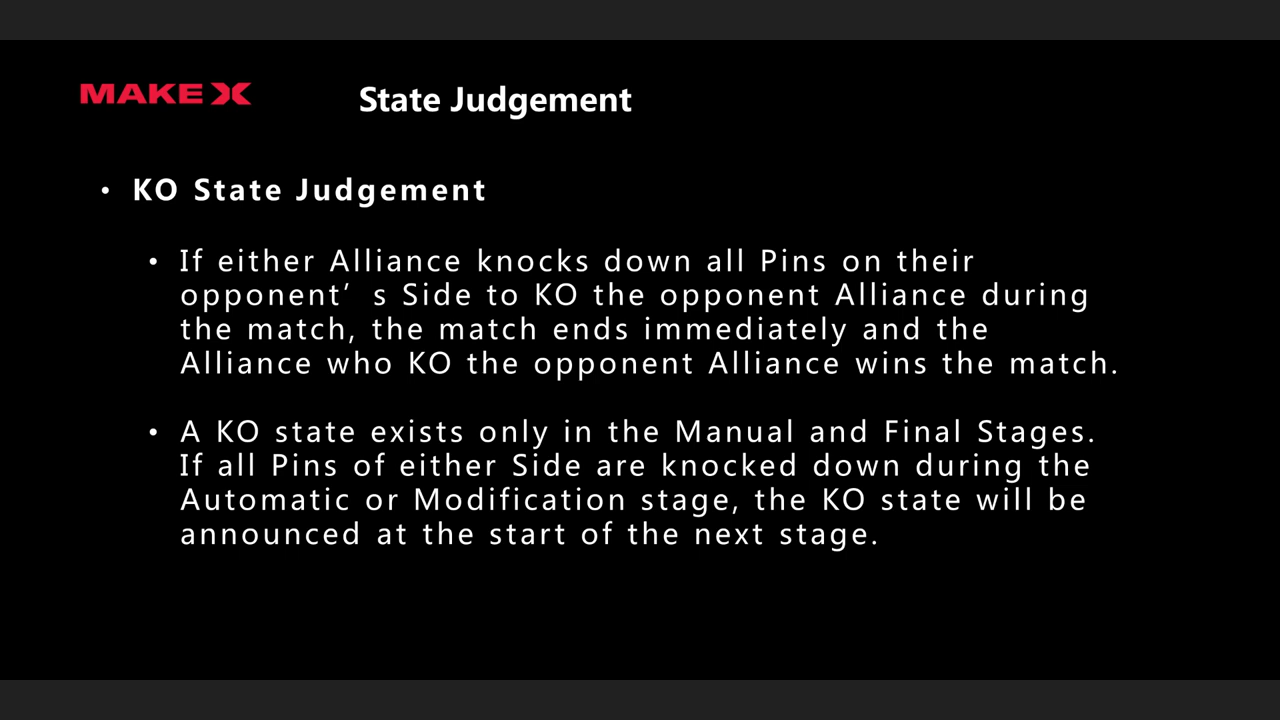 MAKE X
State Judgement
• KO State Judgement
• If either Alliance knocks down all Pins on their
opponent’s Side to KO the opponent Alliance during
the match, the match ends immediately and the
Alliance who KO the opponent Alliance wins the match.
• A KO state exists only in the Manual and Final Stages.
If all Pins of either Side are knocked down during the
Automatic or Modification stage, the KO state will be
announced at the start of the next stage.